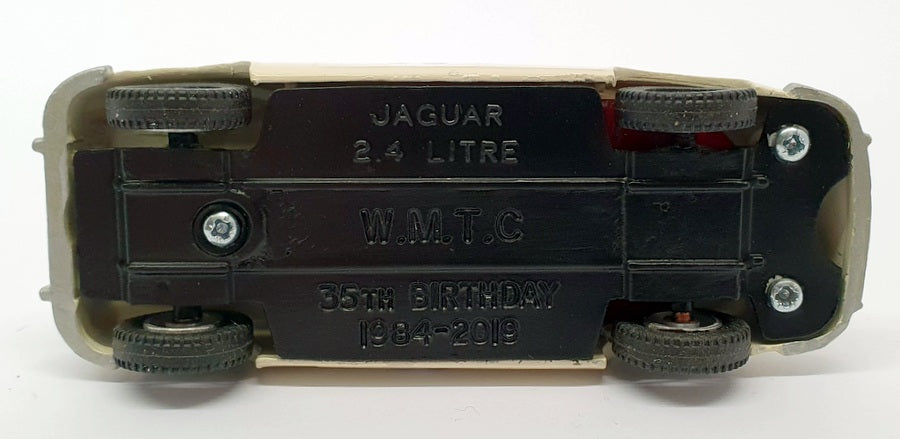 JAGUAR
2.4 LITRE
W.M.T.C
35TH BIRTHDAY
1984-2019